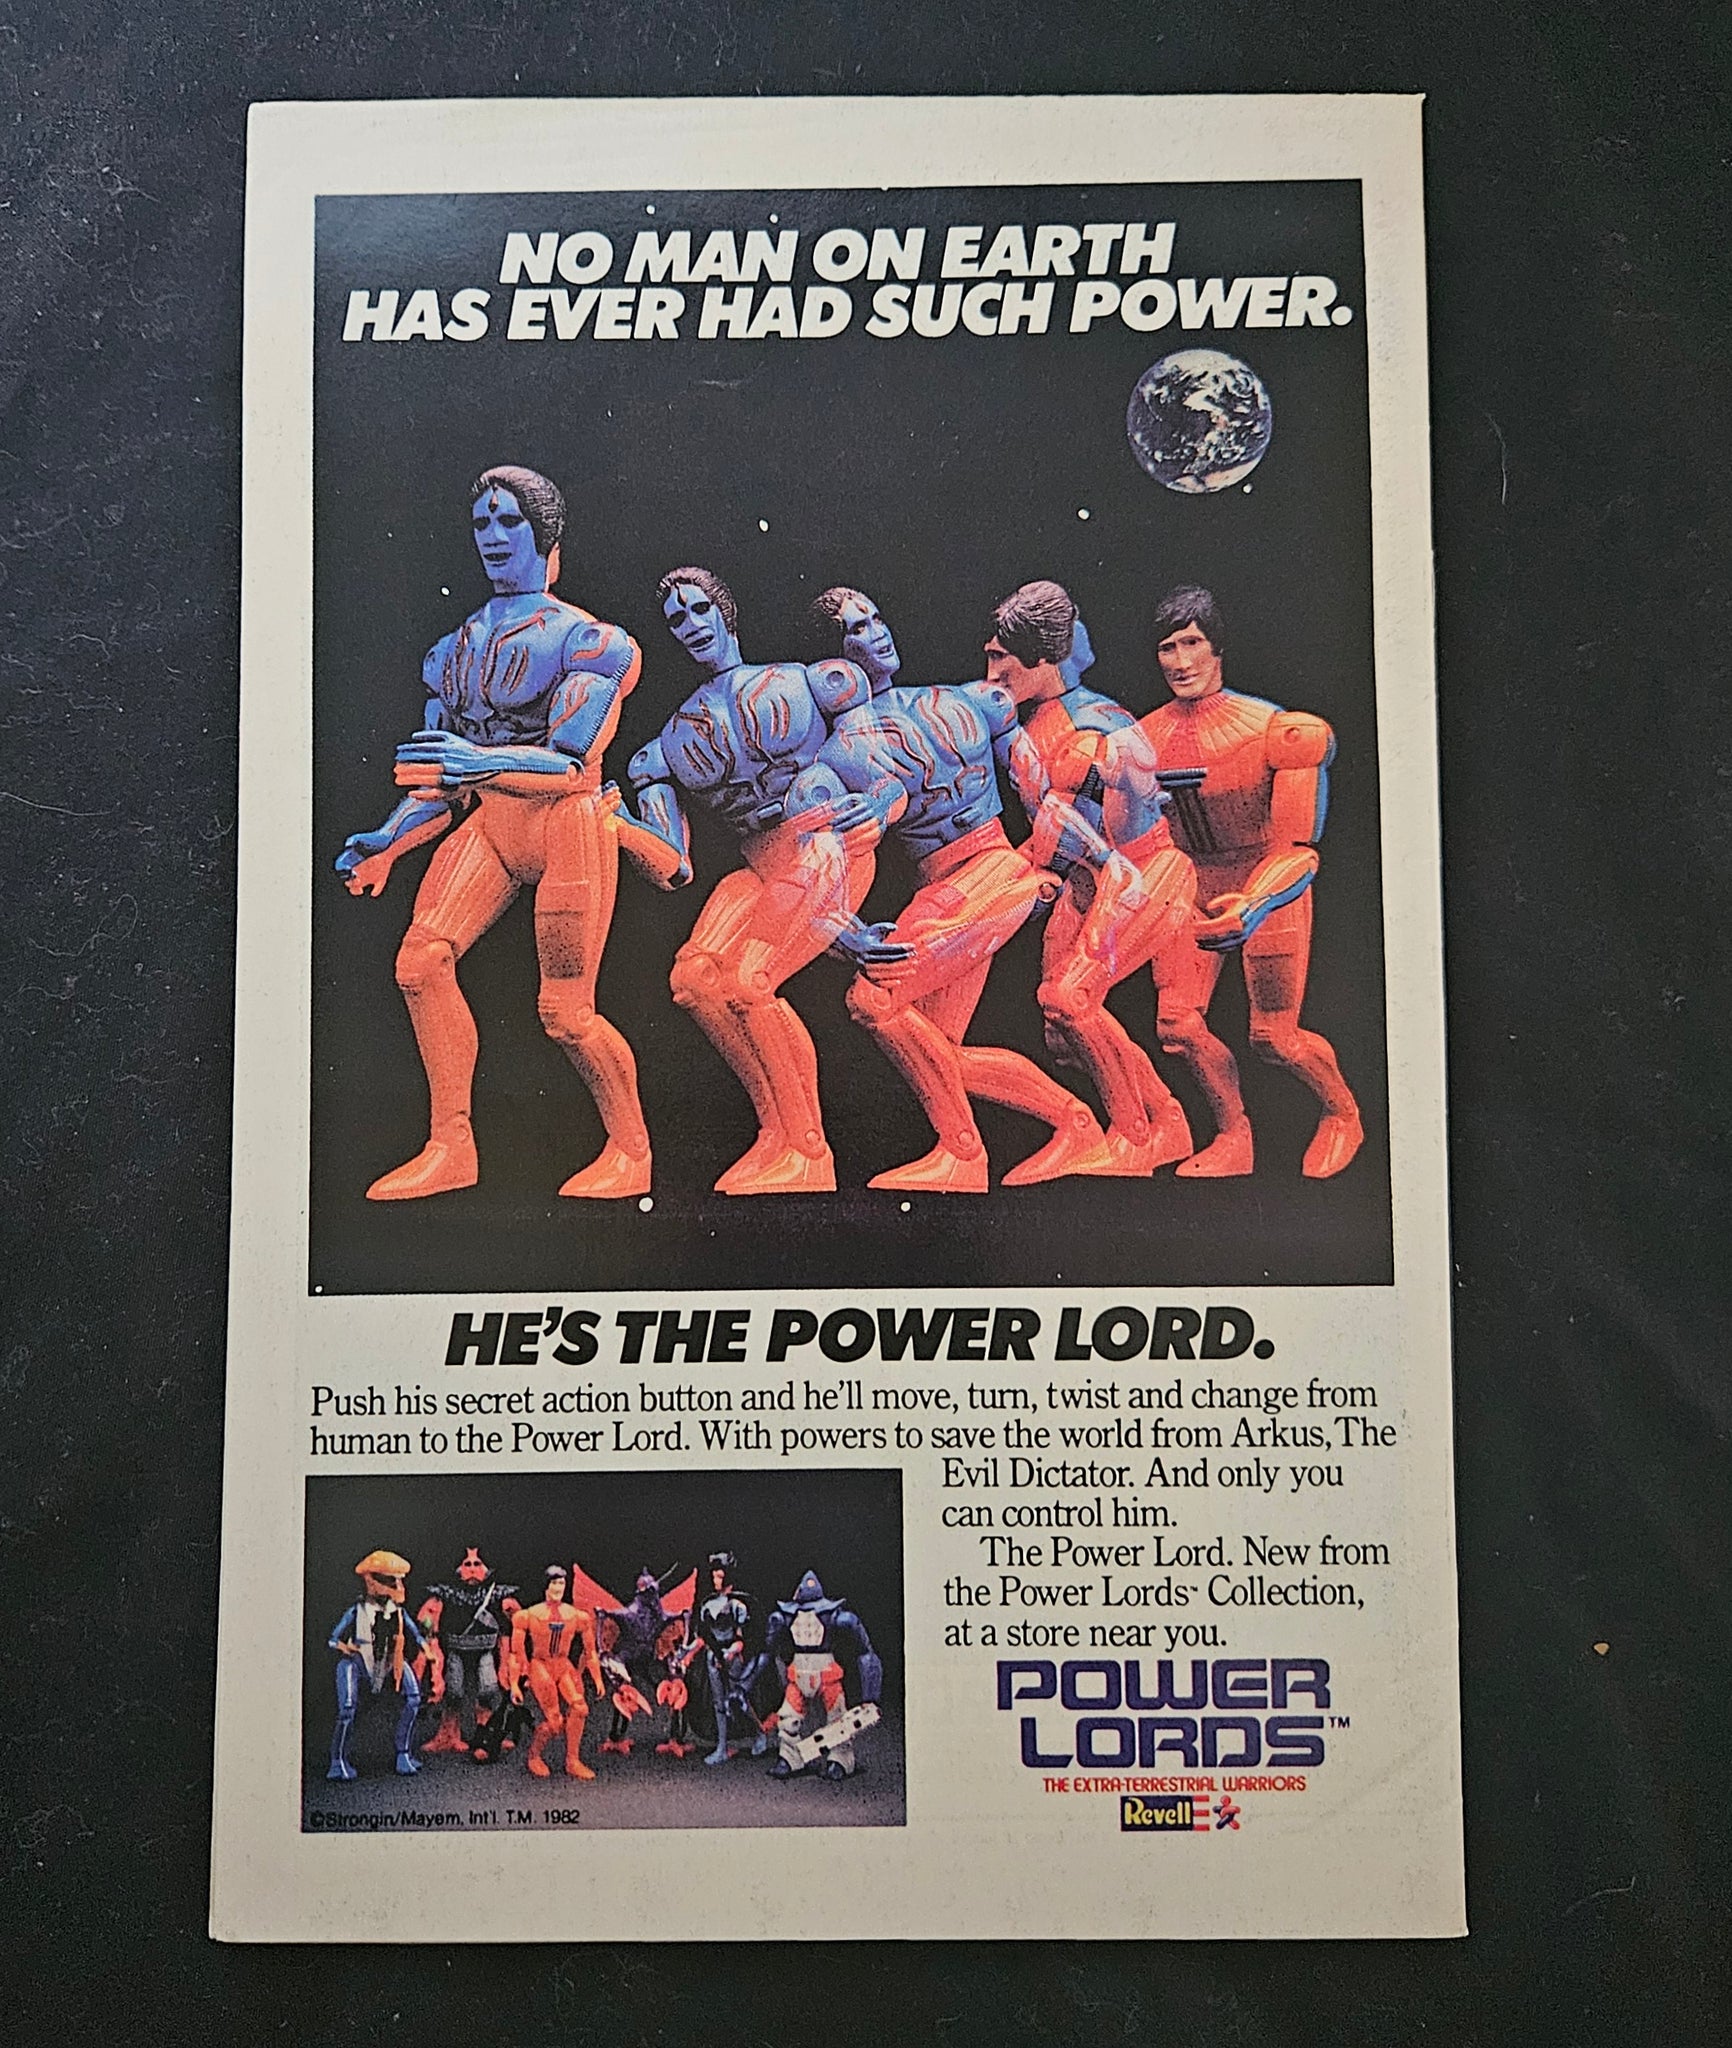 NO MAN ON EARTH
HAS EVER HAD SUCH POWER.
HE'S THE POWER LORD.
Push his secret action button and he'll move, turn, twist and change from
human to the Power Lord. With powers to save the world from Arkus, The
Evil Dictator. And only you
can control him.
The Power Lord. New from
the Power Lords™ Collection,
at a store near you.
©Strongin/Mayem, Int'l. T.M. 1982
POWER
LORDS™
THE EXTRA-TERRESTRIAL WARRIORS
Revell